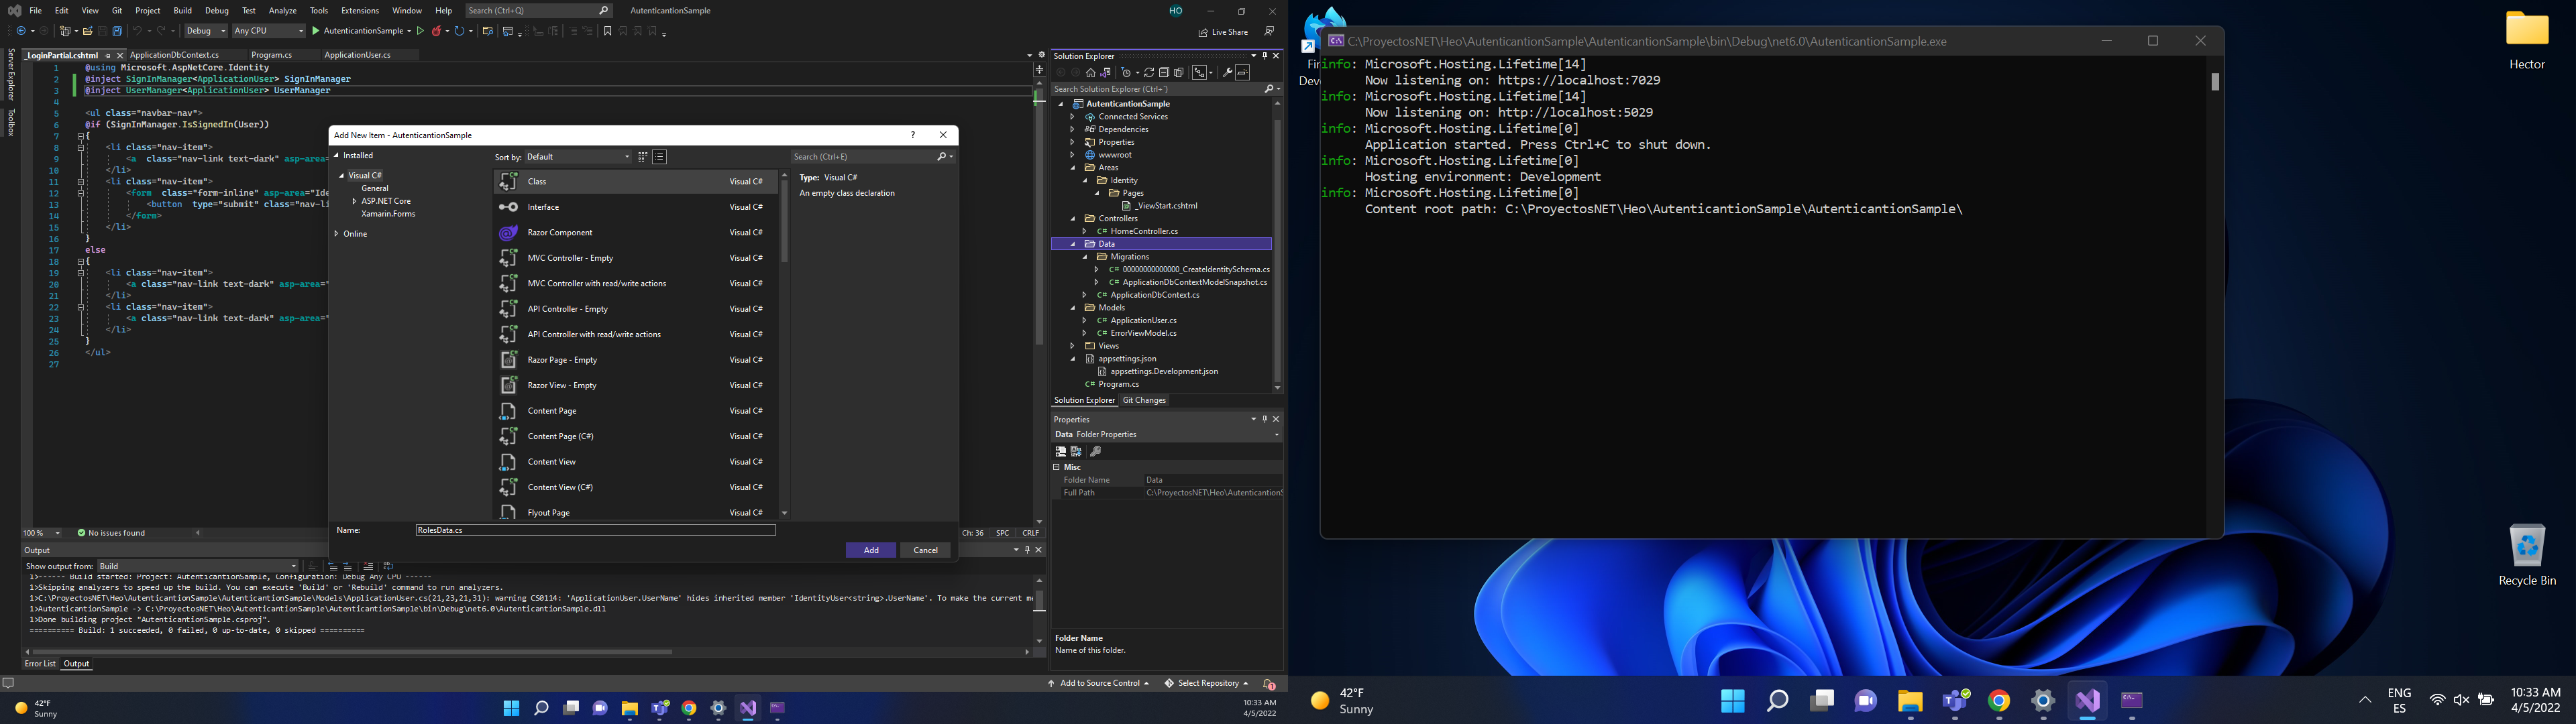 File Edit View Git Project Build Debug Test Analyze Tools Extensions Window Help Search (Ctrl+Q) AutenticantionSample HO
Debug Any CPU AutenticantionSample Live Share
Server Explorer
Toolbox
_LoginPartial.cshtml ApplicationDbContext.cs Program.cs ApplicationUser.cs
1 @using Microsoft.AspNetCore.Identity
2 @inject SignInManager<ApplicationUser> SignInManager
3 @inject UserManager<ApplicationUser> UserManager
4
5 <ul class="navbar-nav">
6 @if (SignInManager.IsSignedIn(User))
7 {
8 <li class="nav-item">
9 <a class="nav-link text-dark" asp-area=
10 </li>
11 <li class="nav-item">
12 <form class="form-inline" asp-area="Ide
13 <button type="submit" class="nav-li
14 </form>
15 </li>
16 }
17 else
18 {
19 <li class="nav-item">
20 <a class="nav-link text-dark" asp-area="
21 </li>
22 <li class="nav-item">
23 <a class="nav-link text-dark" asp-area="
24 </li>
25 }
26 </ul>
27
100 % No issues found Ch: 36 SPC CRLF
Add New Item - AutenticantionSample ?
Installed
Visual C#
General
ASP.NET Core
Xamarin.Forms
Online
Sort by: Default
Search (Ctrl+E)
Class Visual C#
Interface Visual C#
Razor Component Visual C#
MVC Controller - Empty Visual C#
MVC Controller with read/write actions Visual C#
API Controller - Empty Visual C#
API Controller with read/write actions Visual C#
Razor Page - Empty Visual C#
Razor View - Empty Visual C#
Content Page Visual C#
Content Page (C#) Visual C#
Content View Visual C#
Content View (C#) Visual C#
Flyout Page Visual C#
Type: Visual C#
An empty class declaration
Name: RolesData.cs
Add Cancel
Output
Show output from: Build
1>------ Build started: Project: AutenticantionSample, Configuration: Debug Any CPU ------
1>Skipping analyzers to speed up the build. You can execute 'Build' or 'Rebuild' command to run analyzers.
1>C:\ProyectosNET\Heo\AutenticantionSample\AutenticantionSample\Models\ApplicationUser.cs(21,23,21,31): warning CS0114: 'ApplicationUser.UserName' hides inherited member 'IdentityUser<string>.UserName'. To make the current m
1>AutenticantionSample -> C:\ProyectosNET\Heo\AutenticantionSample\AutenticantionSample\bin\Debug\net6.0\AutenticantionSample.dll
1>Done building project "AutenticantionSample.csproj".
========== Build: 1 succeeded, 0 failed, 0 up-to-date, 0 skipped ==========
Error List Output
Solution Explorer
Search Solution Explorer (Ctrl+`)
AutenticantionSample
Connected Services
Dependencies
Properties
wwwroot
Areas
Identity
Pages
_ViewStart.cshtml
Controllers
C# HomeController.cs
Data
Migrations
C# 00000000000000_CreateIdentitySchema.cs
C# ApplicationDbContextModelSnapshot.cs
C# ApplicationDbContext.cs
Models
C# ApplicationUser.cs
C# ErrorViewModel.cs
Views
appsettings.json
appsettings.Development.json
C# Program.cs
Solution Explorer Git Changes
Properties
Data Folder Properties
Misc
Folder Name Data
Full Path C:\ProyectosNET\Heo\AutenticantionS
Folder Name
Name of this folder.
Add to Source Control Select Repository 1
42°F
Sunny
10:33 AM
4/5/2022
C:\ProyectosNET\Heo\AutenticantionSample\AutenticantionSample\bin\Debug\net6.0\AutenticantionSample.exe
info: Microsoft.Hosting.Lifetime[14]
Now listening on: https://localhost:7029
info: Microsoft.Hosting.Lifetime[14]
Now listening on: http://localhost:5029
info: Microsoft.Hosting.Lifetime[0]
Application started. Press Ctrl+C to shut down.
info: Microsoft.Hosting.Lifetime[0]
Hosting environment: Development
info: Microsoft.Hosting.Lifetime[0]
Content root path: C:\ProyectosNET\Heo\AutenticantionSample\AutenticantionSample\
Fir
Deve
Hector
Recycle Bin
42°F
Sunny
ENG
ES
10:33 AM
4/5/2022